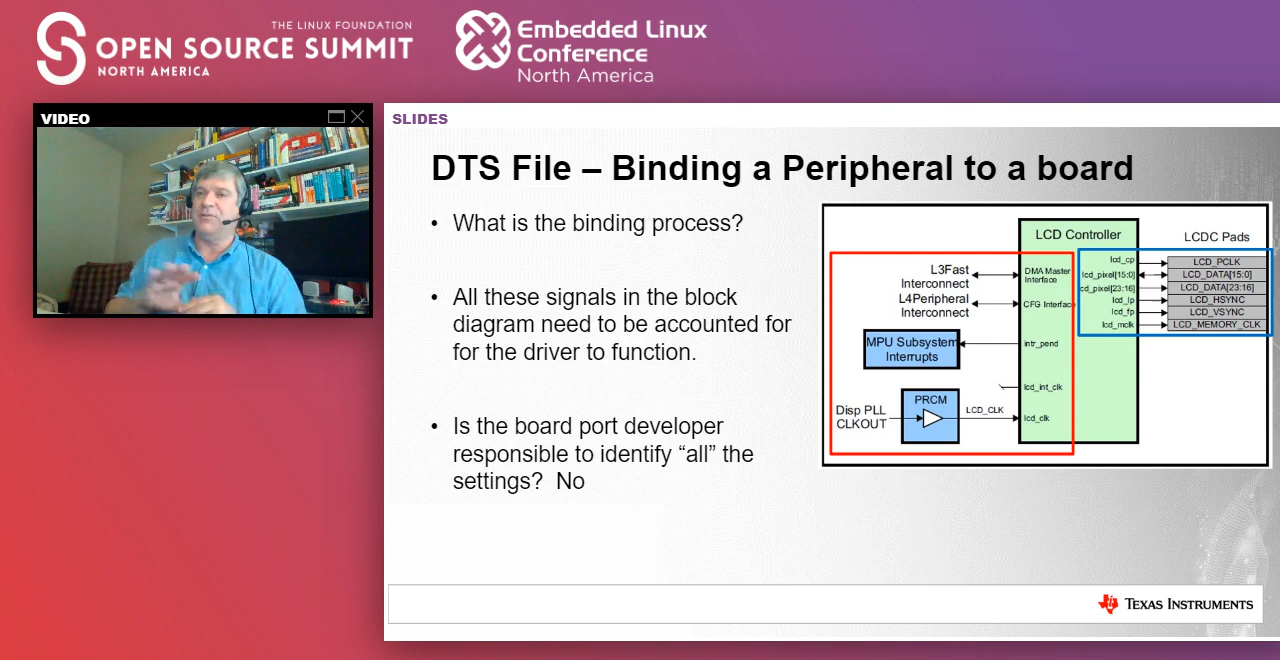 THE LINUX FOUNDATION
OPEN SOURCE SUMMIT
NORTH AMERICA
Embedded Linux
Conference
North America
VIDEO
SLIDES
DTS File – Binding a Peripheral to a board
• What is the binding process?
• All these signals in the block
diagram need to be accounted for
for the driver to function.
• Is the board port developer
responsible to identify “all” the
settings?  No
LCD Controller
LCDC Pads
L3Fast
Interconnect
DMA Master
Interface
L4Peripheral
Interconnect
CFG Interface
MPU Subsystem
Interrupts
intr_pend
lcd_int_clk
PRCM
Disp PLL
CLKOUT
LCD_CLK
lcd_clk
lcd_cp
LCD_PCLK
lcd_pixel[15:0]
LCD_DATA[15:0]
cd_pixel[23:16]
LCD_DATA[23:16]
lcd_lp
LCD_HSYNC
lcd_fp
LCD_VSYNC
lcd_mclk
LCD_MEMORY_CLK
TEXAS INSTRUMENTS